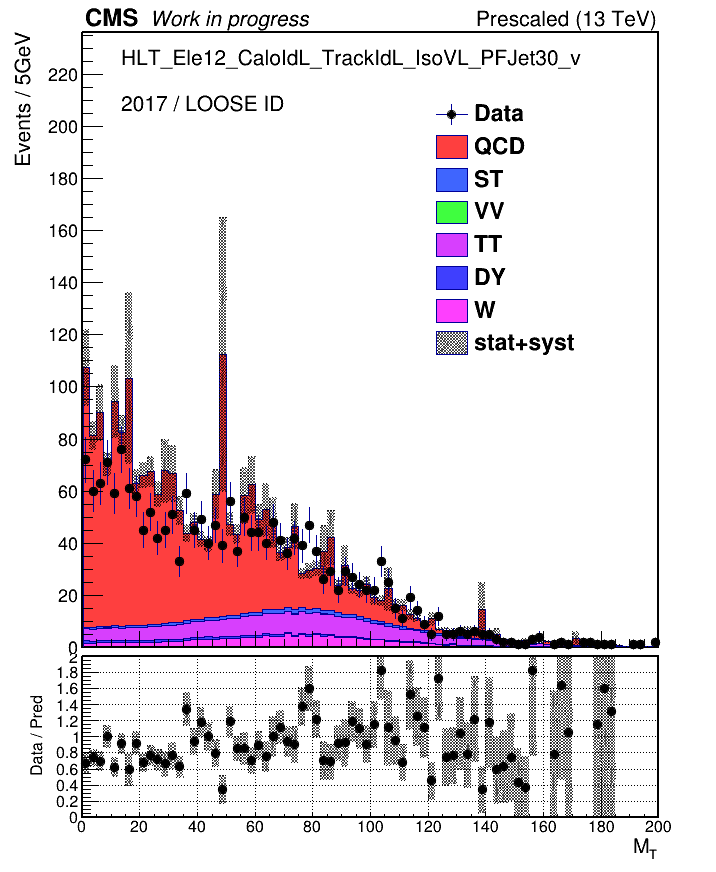 CMS Work in progress Prescaled (13 TeV)
Events / 5GeV
HLT_Ele12_CaloIdL_TrackIdL_IsoVL_PFJet30_v
2017 / LOOSE ID
Data
QCD
ST
VV
TT
DY
W
stat+syst
220
200
180
160
140
120
100
80
60
40
20
0
Data / Pred
2
1.8
1.6
1.4
1.2
1
0.8
0.6
0.4
0.2
0
0 20 40 60 80 100 120 140 160 180 200
M_T